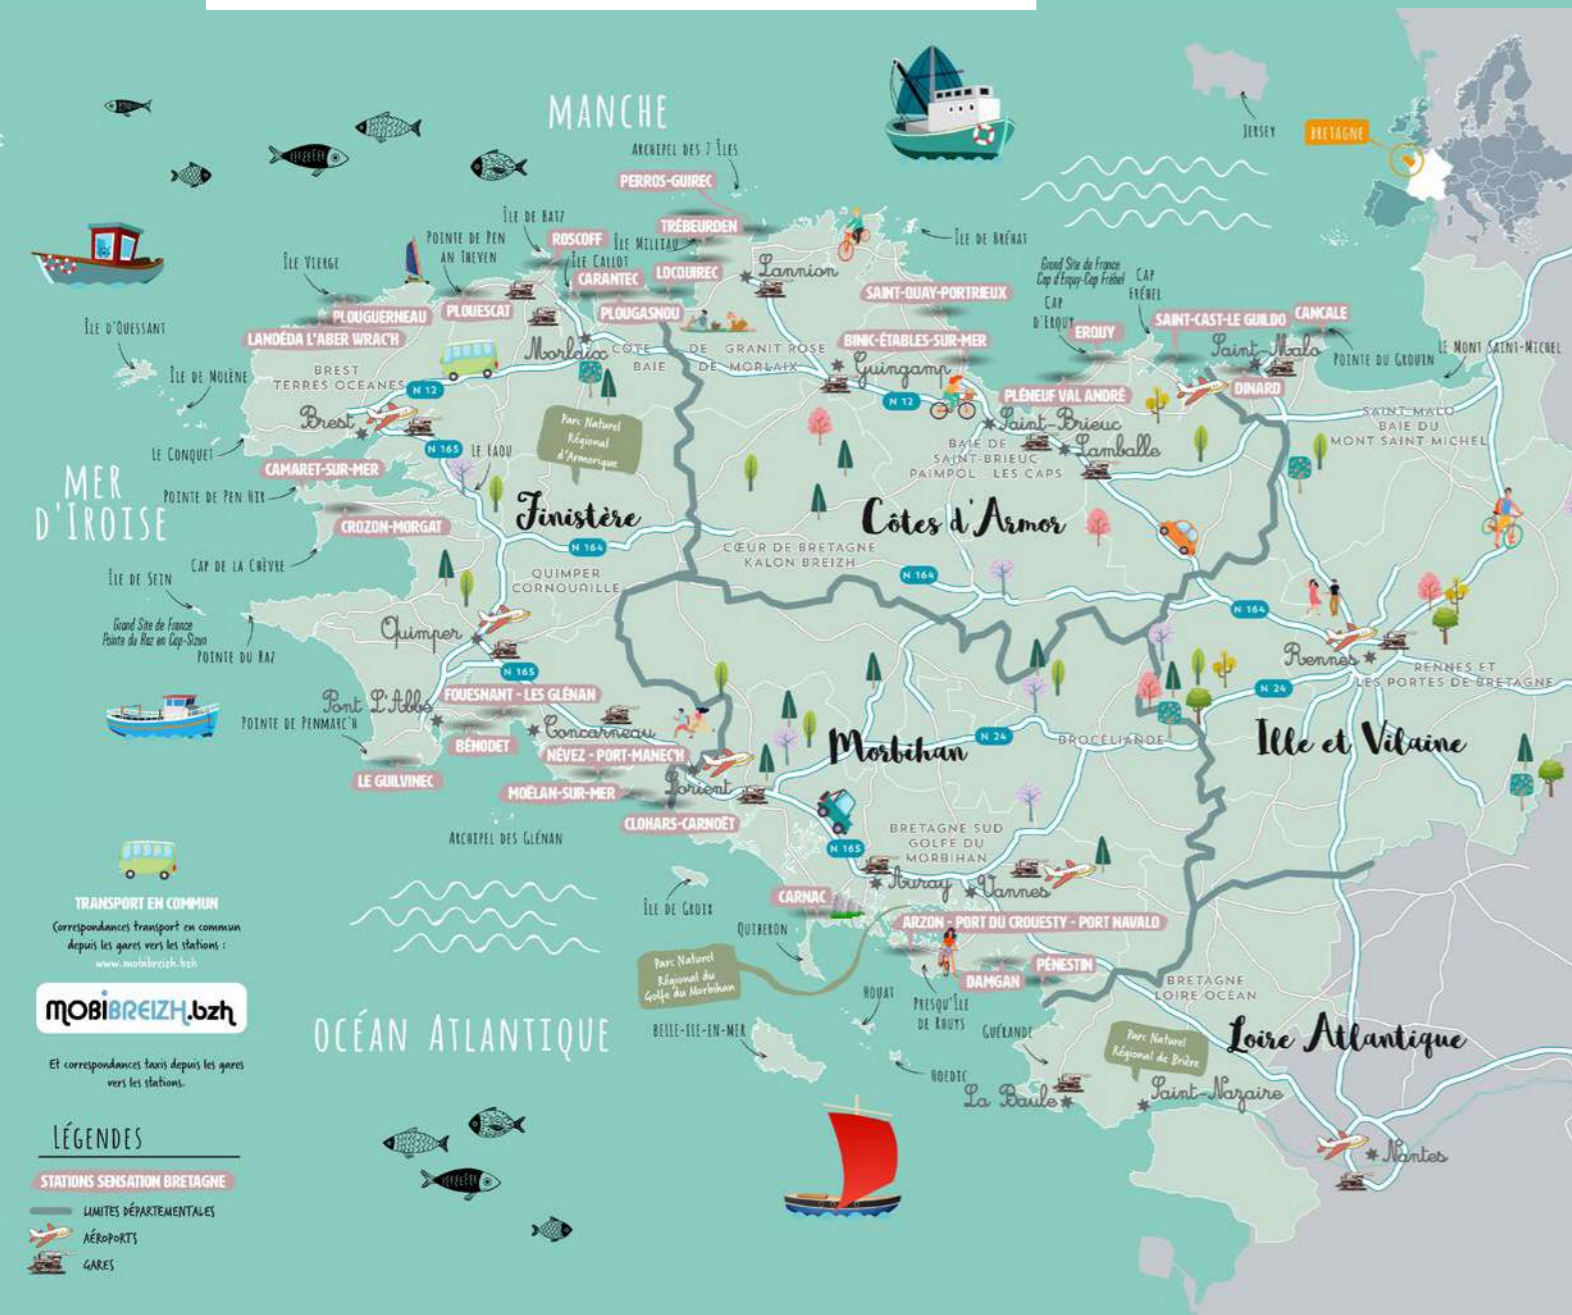 MANCHE
ARCHIPEL DES 7 ÎLES
JERSEY
BRETAGNE
PERROS-GUIREC
TRÉBEURDEN
ÎLE DE BATZ
ROSCOFF
ÎLE MILLIAU
ÎLE DE BRÉHAT
POINTE DE PEN
AN THEVEN
ÎLE CALLOT
CARANTEC
LOCQUIREC
Lannion
ÎLE VIERGE
Grand Site de France
Cap d'Erquy-Cap Fréhel
CAP
FRÉHEL
CAP
D'ERQUY
SAINT-QUAY-PORTRIEUX
PLOUGUERNEAU
PLOUESCAT
PLOUGASNOU
ERQUY
SAINT-CAST-LE GUILDO
CANCALE
ÎLE D'OUESSANT
LANDÉDA L'ABER WRAC'H
Morlaix
CÔTE DE GRANIT ROSE
BAIE DE MORLAIX
BINIC-ÉTABLES-SUR-MER
Saint-Malo
POINTE DU GROUIN
LE MONT SAINT-MICHEL
ÎLE DE MOLÈNE
BREST
TERRES OCÉANES
N 12
Guingamp
N 12
PLÉNEUF VAL ANDRÉ
DINARD
Brest
Parc Naturel
Régional
d'Armorique
Saint-Brieuc
SAINT-MALO
BAIE DU
MONT SAINT MICHEL
LE CONQUET
N 165
LE FAOU
BAIE DE
SAINT-BRIEUC
PAIMPOL - LES CAPS
Lamballe
CAMARET-SUR-MER
MER
D'IROISE
POINTE DE PEN HIR
CROZON-MORGAT
Finistère
Côtes d'Armor
N 164
CŒUR DE BRETAGNE
KALON BREIZH
CAP DE LA CHÈVRE
ÎLE DE SEIN
QUIMPER
CORNOUAILLE
N 164
N 164
Grand Site de France
Pointe du Raz en Cap-Sizun
POINTE DU RAZ
Quimper
Rennes
RENNES ET
LES PORTES DE BRETAGNE
N 165
N 24
FOUESNANT - LES GLÉNAN
Pont L'Abbé
POINTE DE PENMARC'H
BÉNODET
Concarneau
NÉVEZ - PORT-MANEC'H
Morbihan
N 24
BROCÉLIANDE
Ille et Vilaine
LE GUILVINEC
MOËLAN-SUR-MER
Lorient
CLOHARS-CARNOËT
ARCHIPEL DES GLÉNAN
BRETAGNE SUD
GOLFE DU
MORBIHAN
N 165
Auray
Vannes
CARNAC
ÎLE DE GROIX
QUIBERON
ARZON - PORT DU CROUESTY - PORT NAVALO
Parc Naturel
Régional du
Golfe du Morbihan
PÉNESTIN
DAMGAN
BRETAGNE
LOIRE OCÉAN
HOUAT
PRESQU'ÎLE
DE RHUYS
OCÉAN ATLANTIQUE
BELLE-ILE-EN-MER
GUÉRANDE
Parc Naturel
Régional de Brière
Loire Atlantique
HOEDIC
La Baule
Saint-Nazaire
Nantes
TRANSPORT EN COMMUN
Correspondances transport en commun
depuis les gares vers les stations :
www.mobibreizh.bzh
MOBIBREIZH.bzh
Et correspondances taxis depuis les gares
vers les stations.
LÉGENDES
STATIONS SENSATION BRETAGNE
LIMITES DÉPARTEMENTALES
AÉROPORTS
GARES